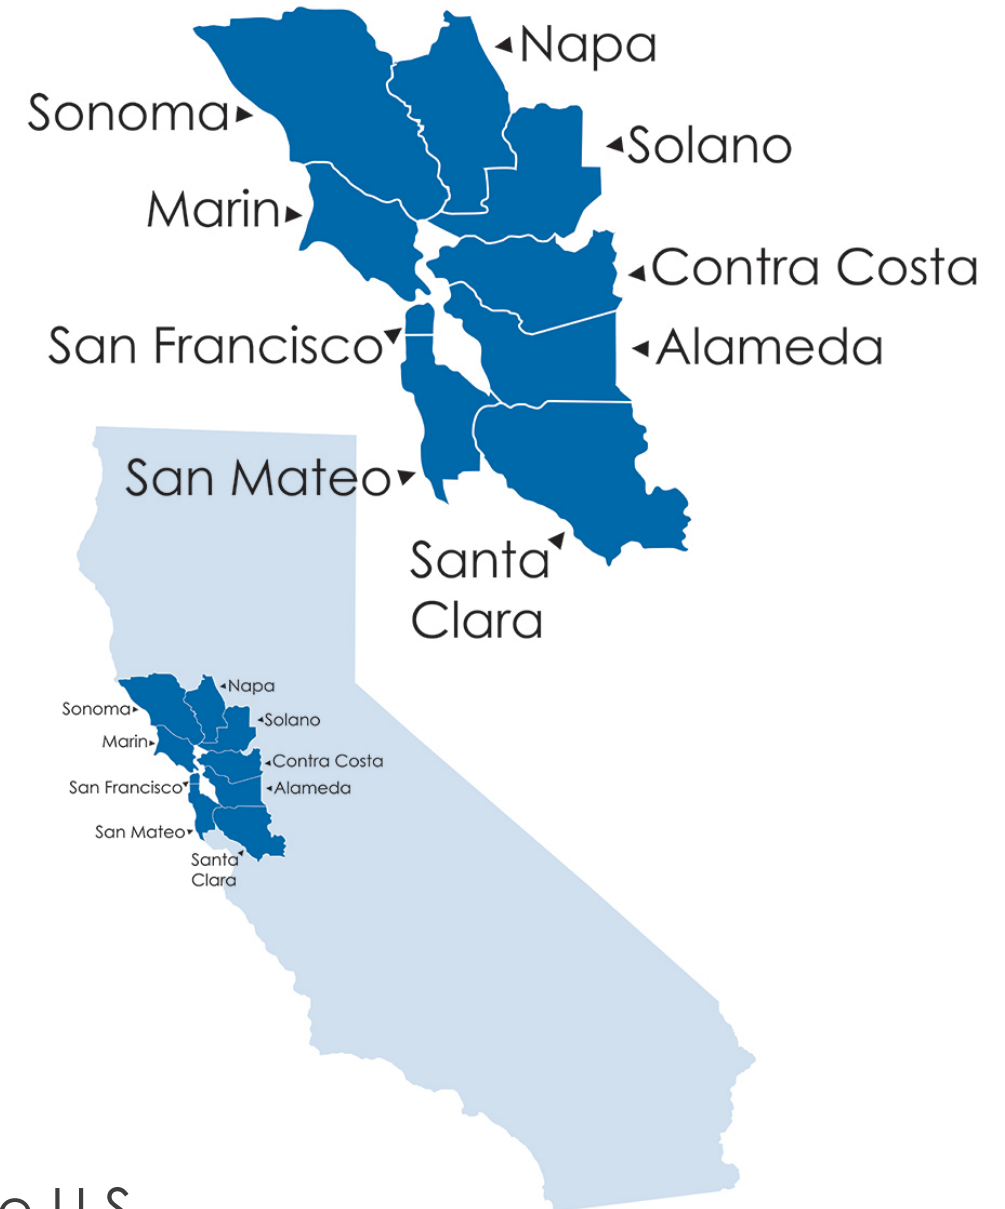 Napa
Sonoma
Solano
Marin
Contra Costa
San Francisco
Alameda
San Mateo
Santa
Clara
Napa
Sonoma
Solano
Marin
Contra Costa
San Francisco
Alameda
San Mateo
Santa
Clara
U.S.